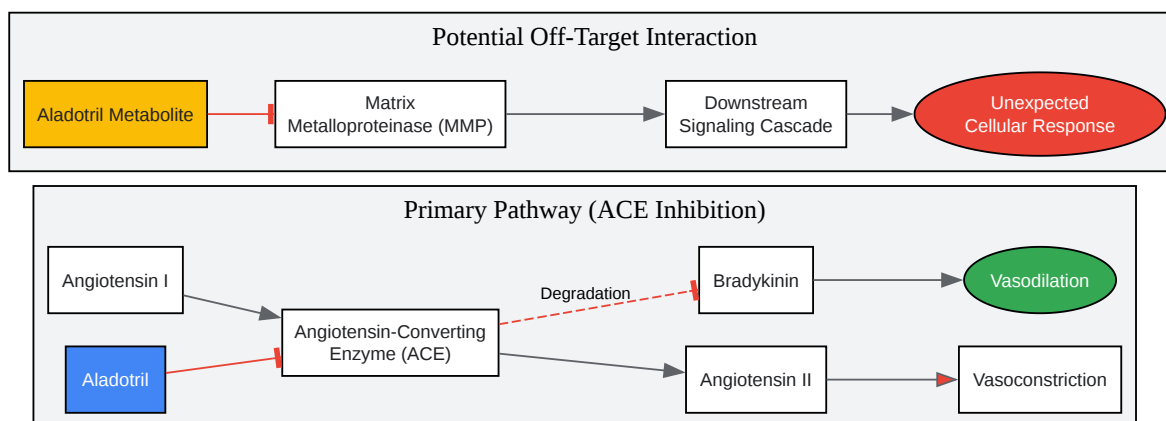 Potential Off-Target Interaction
Aladotril Metabolite
Matrix
Metalloproteinase (MMP)
Downstream
Signaling Cascade
Unexpected
Cellular Response
Primary Pathway (ACE Inhibition)
Angiotensin I
Aladotril
Angiotensin-Converting
Enzyme (ACE)
Degradation
Bradykinin
Vasodilation
Angiotensin II
Vasoconstriction